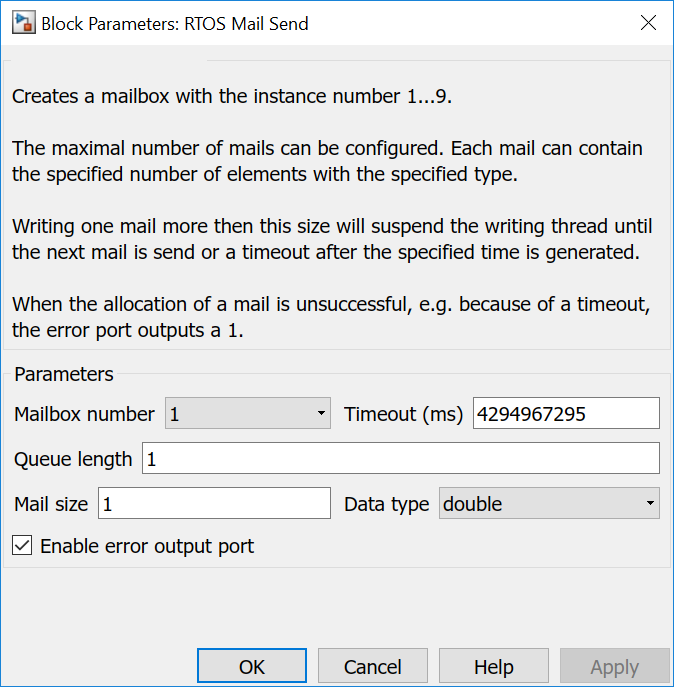 Block Parameters: RTOS Mail Send
Creates a mailbox with the instance number 1...9.
The maximal number of mails can be configured. Each mail can contain
the specified number of elements with the specified type.
Writing one mail more then this size will suspend the writing thread until
the next mail is send or a timeout after the specified time is generated.
When the allocation of a mail is unsuccessful, e.g. because of a timeout,
the error port outputs a 1.
Parameters
Mailbox number 1 Timeout (ms) 4294967295
Queue length 1
Mail size 1 Data type double
Enable error output port
OK Cancel Help Apply